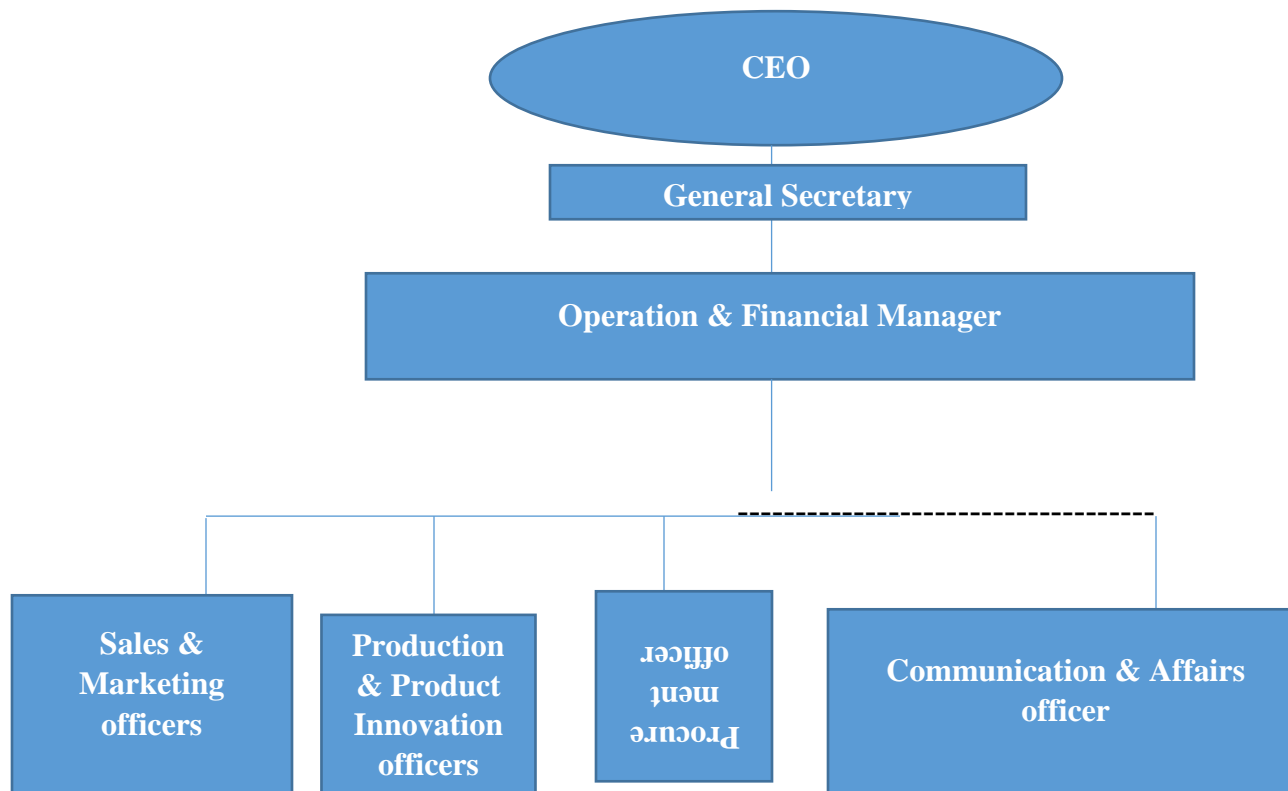 CEO
General Secretary
Operation & Financial Manager
Sales &
Marketing
officers
Production
& Product
Innovation
officers
Procure
ment
officer
Communication & Affairs
officer